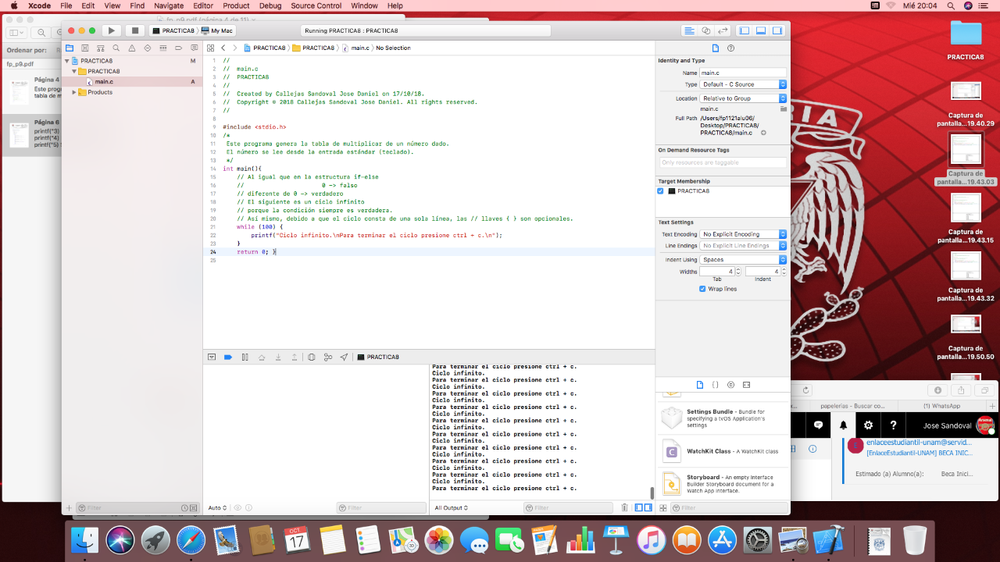 Xcode File Edit View Find Navigate Editor Product Debug Source Control Window Help Mié 20:04
fp_p9.pdf (página 4 de 11)
Ordenar por:
fp_p9.pdf
Página 4
Este prog
tabla de m
Página 6
printf("3)
printf("4)
printf("5) S
PRACTICA8 My Mac
Running PRACTICA8 : PRACTICA8
PRACTICA8 M
PRACTICA8
main.c A
Products
Filter
PRACTICA8 PRACTICA8 main.c No Selection
1 //
2 // main.c
3 // PRACTICA8
4 //
5 // Created by Callejas Sandoval Jose Daniel on 17/10/18.
6 // Copyright © 2018 Callejas Sandoval Jose Daniel. All rights reserved.
7 //
8
9 #include <stdio.h>
10 /*
11 Este programa genera la tabla de multiplicar de un número dado.
12 El número se lee desde la entrada estándar (teclado).
13 */
14 int main(){
15 // Al igual que en la estructura if-else
16 // 0 -> falso
17 // diferente de 0 -> verdadero
18 // El siguiente es un ciclo infinito
19 // porque la condición siempre es verdadera.
20 // Así mismo, debido a que el ciclo consta de una sola línea, las // llaves { } son opcionales.
21 while (100) {
22 printf("Ciclo infinito.\nPara terminar el ciclo presione ctrl + c.\n");
23 }
24 return 0; }
25
PRACTICA8
Para terminar el ciclo presione ctrl + c.
Ciclo infinito.
Para terminar el ciclo presione ctrl + c.
Ciclo infinito.
Para terminar el ciclo presione ctrl + c.
Ciclo infinito.
Para terminar el ciclo presione ctrl + c.
Ciclo infinito.
Para terminar el ciclo presione ctrl + c.
Ciclo infinito.
Para terminar el ciclo presione ctrl + c.
Ciclo infinito.
Para terminar el ciclo presione ctrl + c.
Ciclo infinito.
Para terminar el ciclo presione ctrl + c.
Ciclo infinito.
Para terminar el ciclo presione ctrl + c.
Ciclo infinito.
Para terminar el ciclo presione ctrl + c.
Auto Filter All Output Filter
Identity and Type
Name main.c
Type Default - C Source
Location Relative to Group
main.c
Full Path /Users/fp1121alu06/
Desktop/PRACTICA8/
PRACTICA8/main.c
On Demand Resource Tags
Only resources are taggable
Target Membership
PRACTICA8
Text Settings
Text Encoding No Explicit Encoding
Line Endings No Explicit Line Endings
Indent Using Spaces
Widths 4 4
Tab Indent
Wrap lines
{ }
Settings Bundle - Bundle for
specifying a tvOS Application's
settings
C
WatchKit Class - A WatchKit class
Storyboard - An empty Interface
Builder Storyboard document for a
Watch App interface.
Filter
PRACTICA8
Captura de
pantalla...19.40.29
Captura de
pantalla...19.43.03
Captura de
pantalla...19.43.15
Captura de
pantalla...19.43.32
Captura de
pantalla...19.50.50
RIA
papelerías - Buscar co... (1) WhatsApp
Jose Sandoval
Arsenal
enlaceestudiantil-unam@servid...
[EnlaceEstudiantil-UNAM] BECA INIC...
Estimado (a) Alumno(a): Beca Inici...
OCT.
17